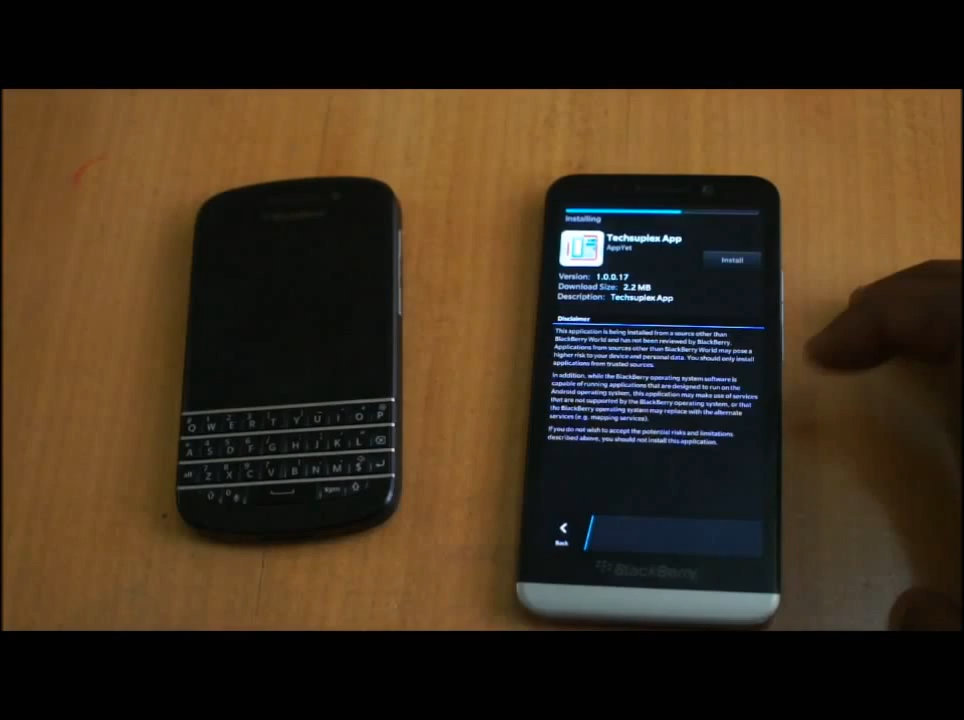 BlackBerry
Q W E R T Y U I O P
A S D F G H J K L
alt Z X C V B N M $
Installing
Techsuplex App
AppYet
Install
Version: 1.0.0.17
Download Size: 2.2 MB
Description: Techsuplex App
Disclaimer
This application is being installed from a source other than
BlackBerry World and has not been reviewed by BlackBerry.
Applications from sources other than BlackBerry World may pose a
higher risk to your device and personal data. You should only install
applications from trusted sources.
In addition, while the BlackBerry operating system software is
capable of running applications that are designed to run on the
Android operating system, this application may make use of services
that are not supported by the BlackBerry operating system, or that
the BlackBerry operating system may replace with the alternate
services (e.g. mapping services).
If you do not wish to accept the potential risks and limitations
described above, you should not install this application.
Back
BlackBerry